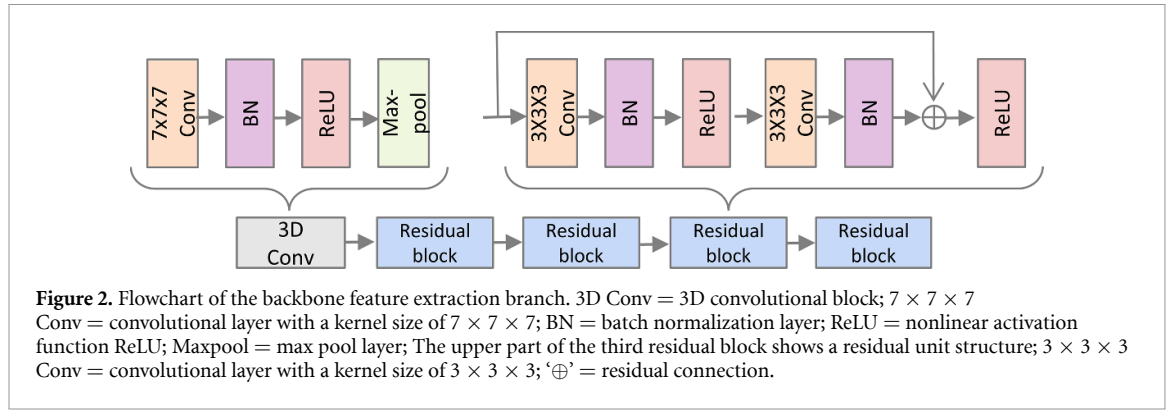 7x7x7
Conv
BN
ReLU
Max-
pool
3X3X3
Conv
BN
ReLU
3X3X3
Conv
BN
⊕
ReLU
3D
Conv
Residual
block
Residual
block
Residual
block
Residual
block
Figure 2. Flowchart of the backbone feature extraction branch. 3D Conv = 3D convolutional block; 7 × 7 × 7
Conv = convolutional layer with a kernel size of 7 × 7 × 7; BN = batch normalization layer; ReLU = nonlinear activation
function ReLU; Maxpool = max pool layer; The upper part of the third residual block shows a residual unit structure; 3 × 3 × 3
Conv = convolutional layer with a kernel size of 3 × 3 × 3; ‘⊕’ = residual connection.